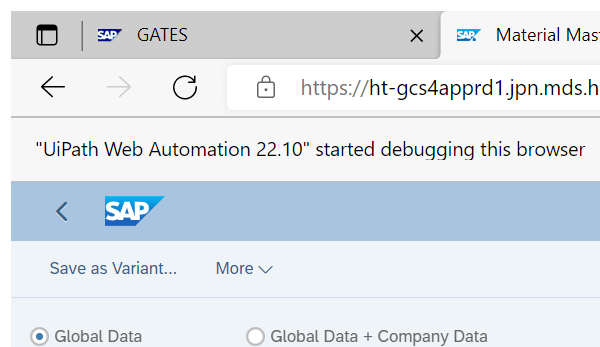 SAP GATES SAP Material Mas
https://ht-gcs4apprd1.jpn.mds.h
"UiPath Web Automation 22.10" started debugging this browser
SAP
Save as Variant... More
Global Data Global Data + Company Data